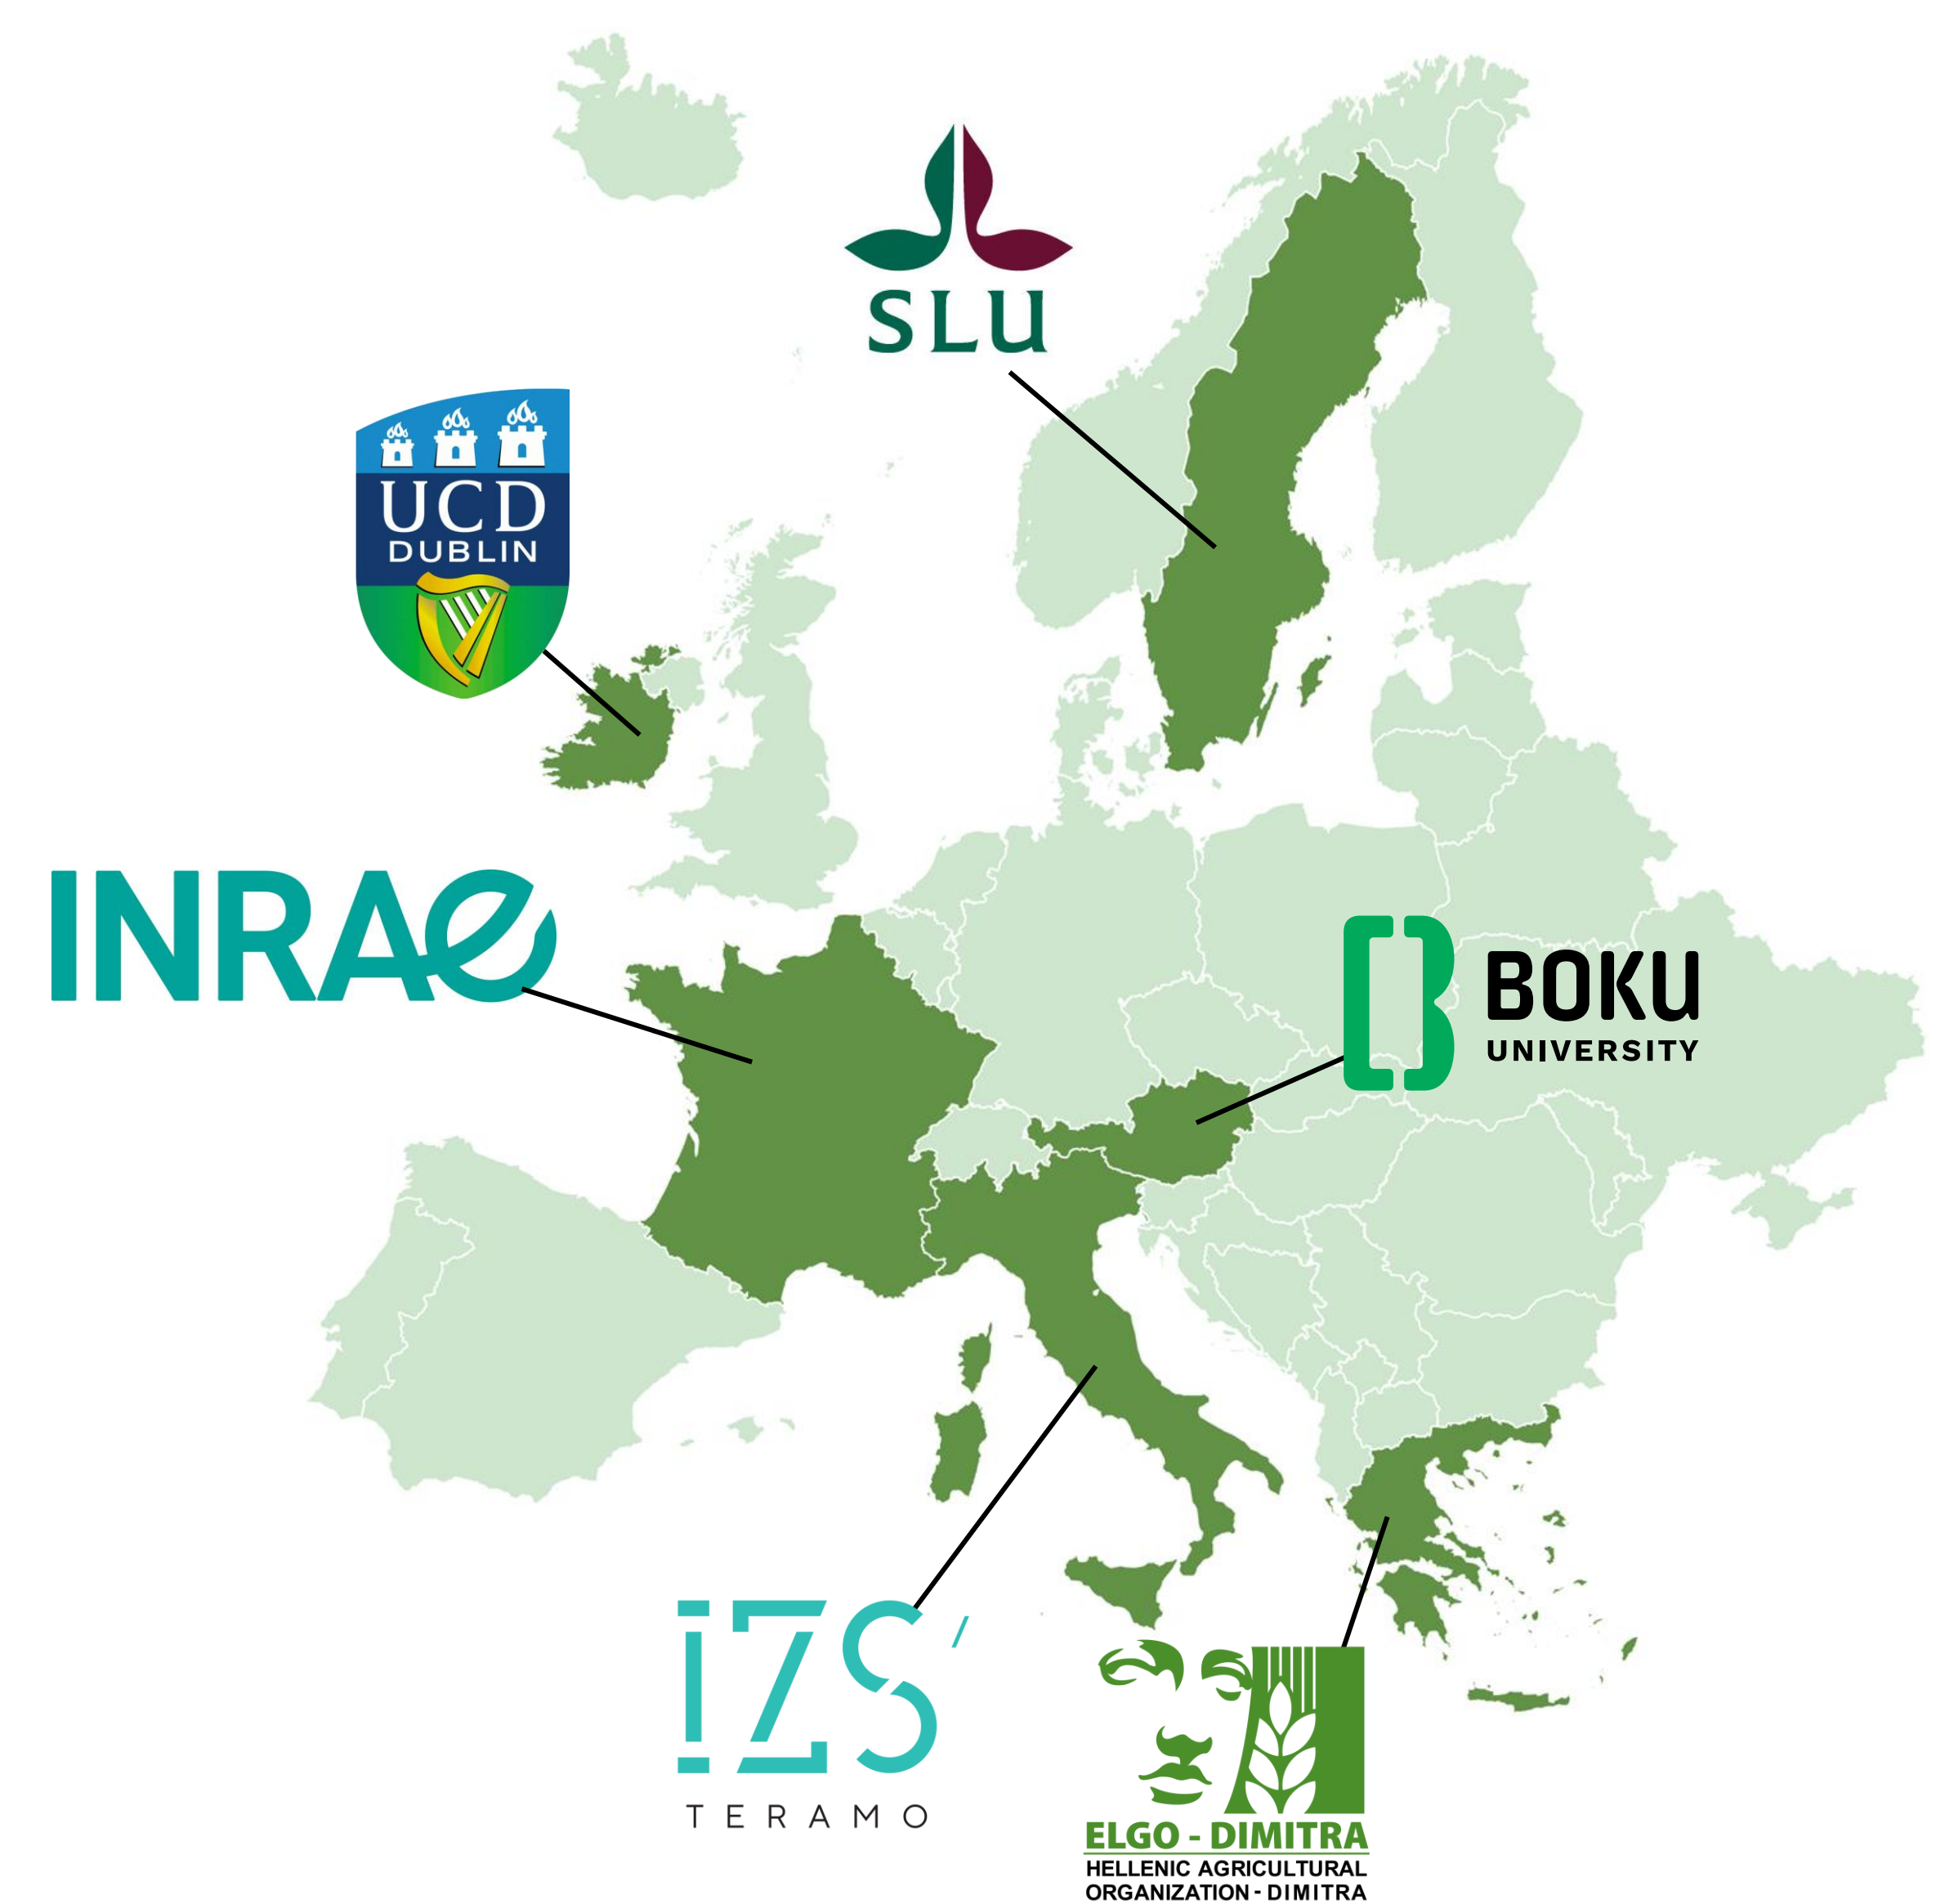 SLU
UCD
DUBLIN
INRAE
BOKU
UNIVERSITY
iZS'
TERAMO
ELGO - DIMITRA
HELLENIC AGRICULTURAL
ORGANIZATION - DIMITRA